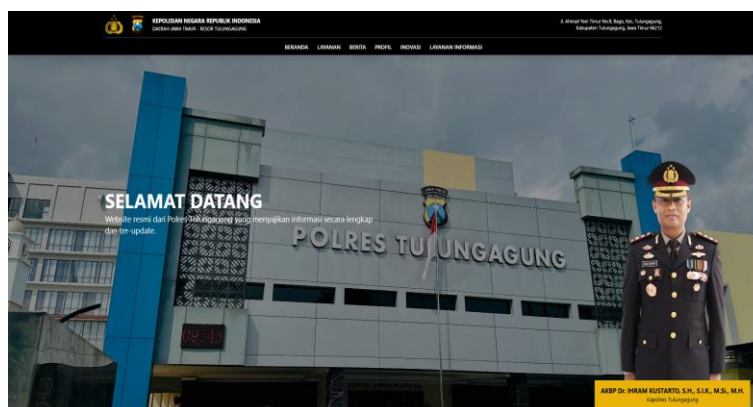 KEPOLISIAN NEGARA REPUBLIK INDONESIA
DAERAH JAWA TIMUR - RESOR TULUNGAGUNG
Jl. Ahmad Yani Timur No.9, Bago, Kec. Tulungagung,
Kabupaten Tulungagung, Jawa Timur 66212
BERANDA LAYANAN BERITA PROFIL INOVASI LAYANAN INFORMASI
SELAMAT DATANG
Website resmi dari Polres Tulungagung yang menyajikan informasi secara lengkap
dan ter-update.
POLRES TULUNGAGUNG
09:43
AKBP Dr. IHRAM KUSTARTO, S.H., S.I.K., M.Si., M.H.
Kapolres Tulungagung